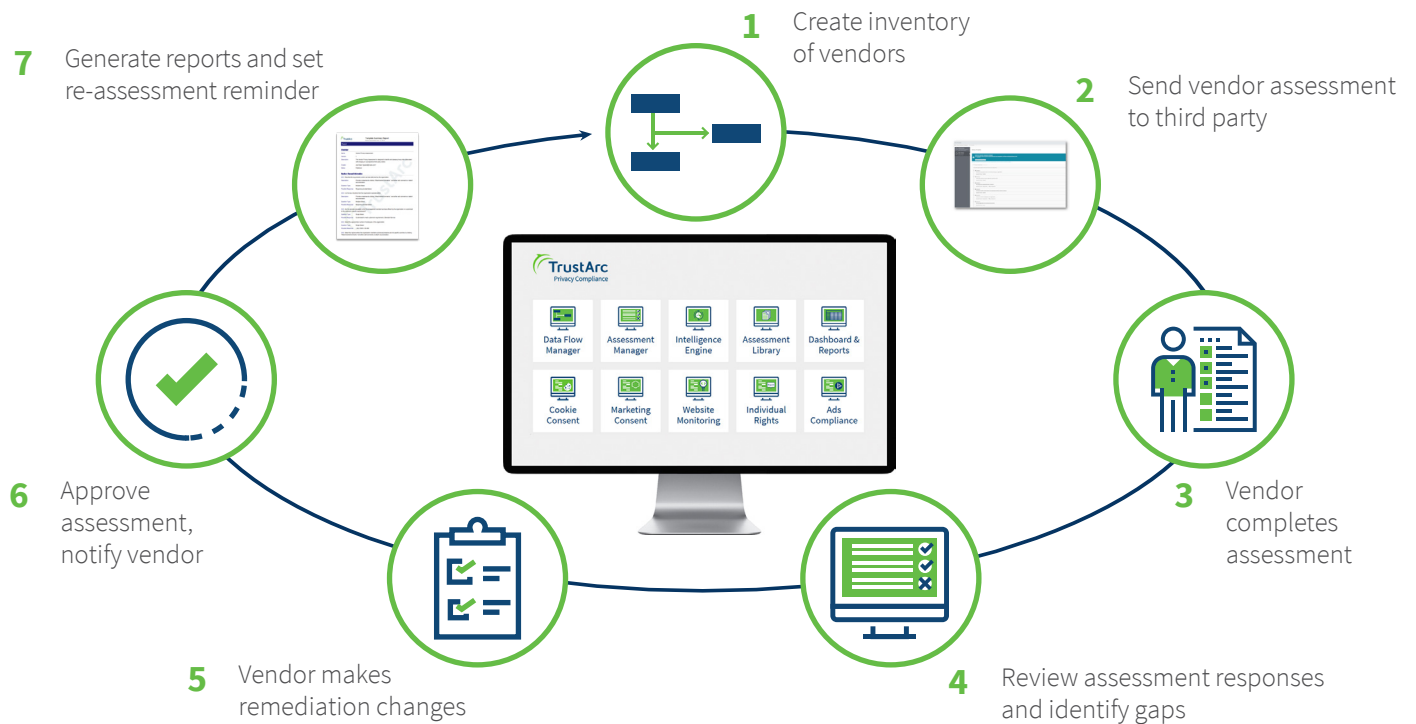 1
Create inventory
of vendors
2
Send vendor assessment
to third party
3
Vendor
completes
assessment
4
Review assessment responses
and identify gaps
5
Vendor makes
remediation changes
6
Approve
assessment,
notify vendor
7
Generate reports and set
re-assessment reminder
TrustArc
TrustArc
Privacy Compliance
Data Flow
Manager
Assessment
Manager
Intelligence
Engine
Assessment
Library
Dashboard &
Reports
Cookie
Consent
Marketing
Consent
Website
Monitoring
Individual
Rights
Ads
Compliance